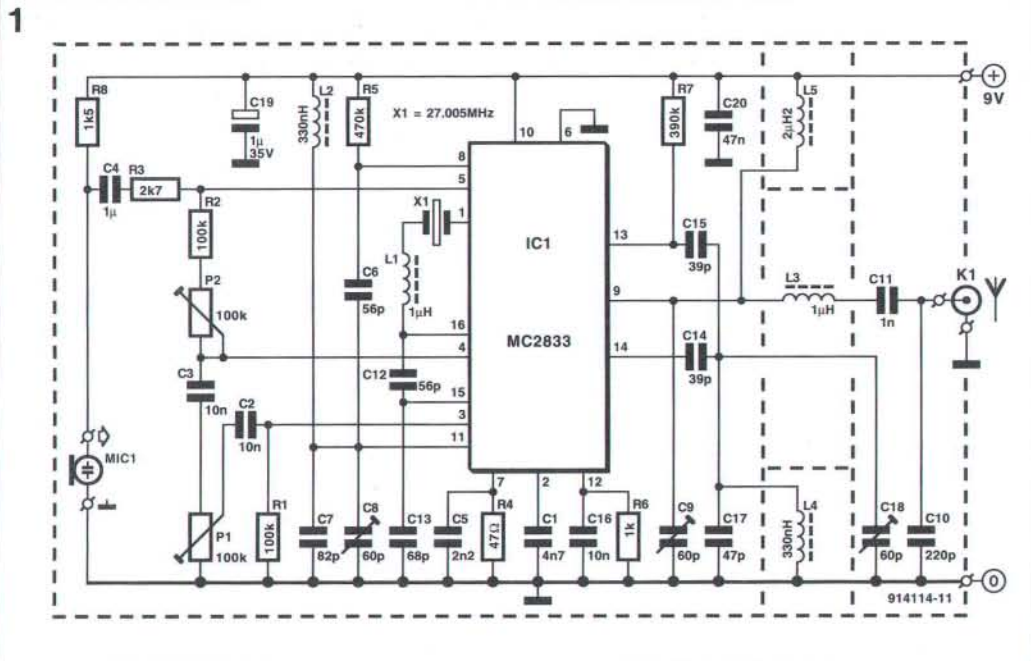 1
R8
1k5
C19
1µ
35V
L2
330nH
R5
470k
X1 = 27.005MHz
10
6
R7
390k
C20
47n
L5
2µH2
+
9V
C4
1µ
R3
2k7
8
5
1
R2
100k
X1
IC1
MC2833
13
C15
39p
L1
1µH
C6
56p
P2
100k
9
L3
1µH
C11
1n
K1
16
4
14
C14
39p
C3
10n
C12
56p
15
3
11
C2
10n
MIC1
7
2
12
P1
100k
R1
100k
C7
82p
C8
60p
C13
68p
C5
2n2
R4
47Ω
C1
4n7
C16
10n
R6
1k
C9
60p
C17
47p
L4
330nH
C18
60p
C10
220p
0
914114-11